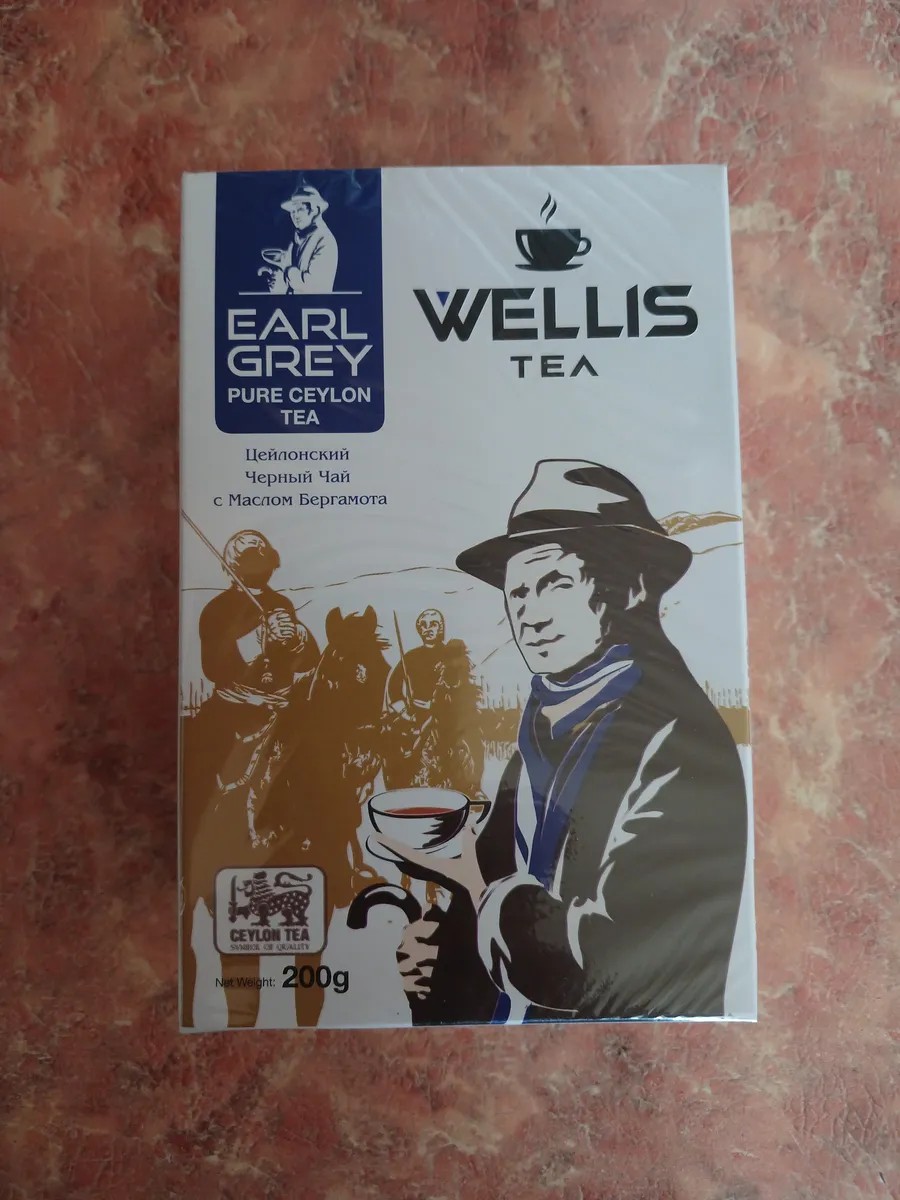 EARL
GREY
PURE CEYLON
TEA
WELLIS
TEA
Цейлонский
Черный Чай
с Маслом Бергамота
CEYLON TEA
SYMBOL OF QUALITY
Net Weight: 200g